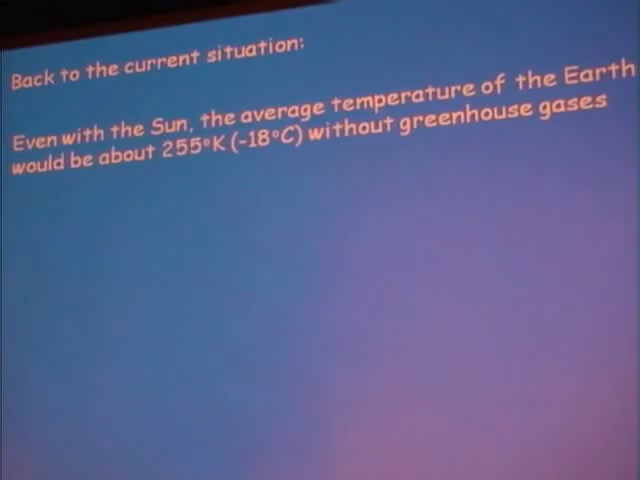 Back to the current situation:
Even with the Sun, the average temperature of the Earth
would be about 255°K (-18°C) without greenhouse gases